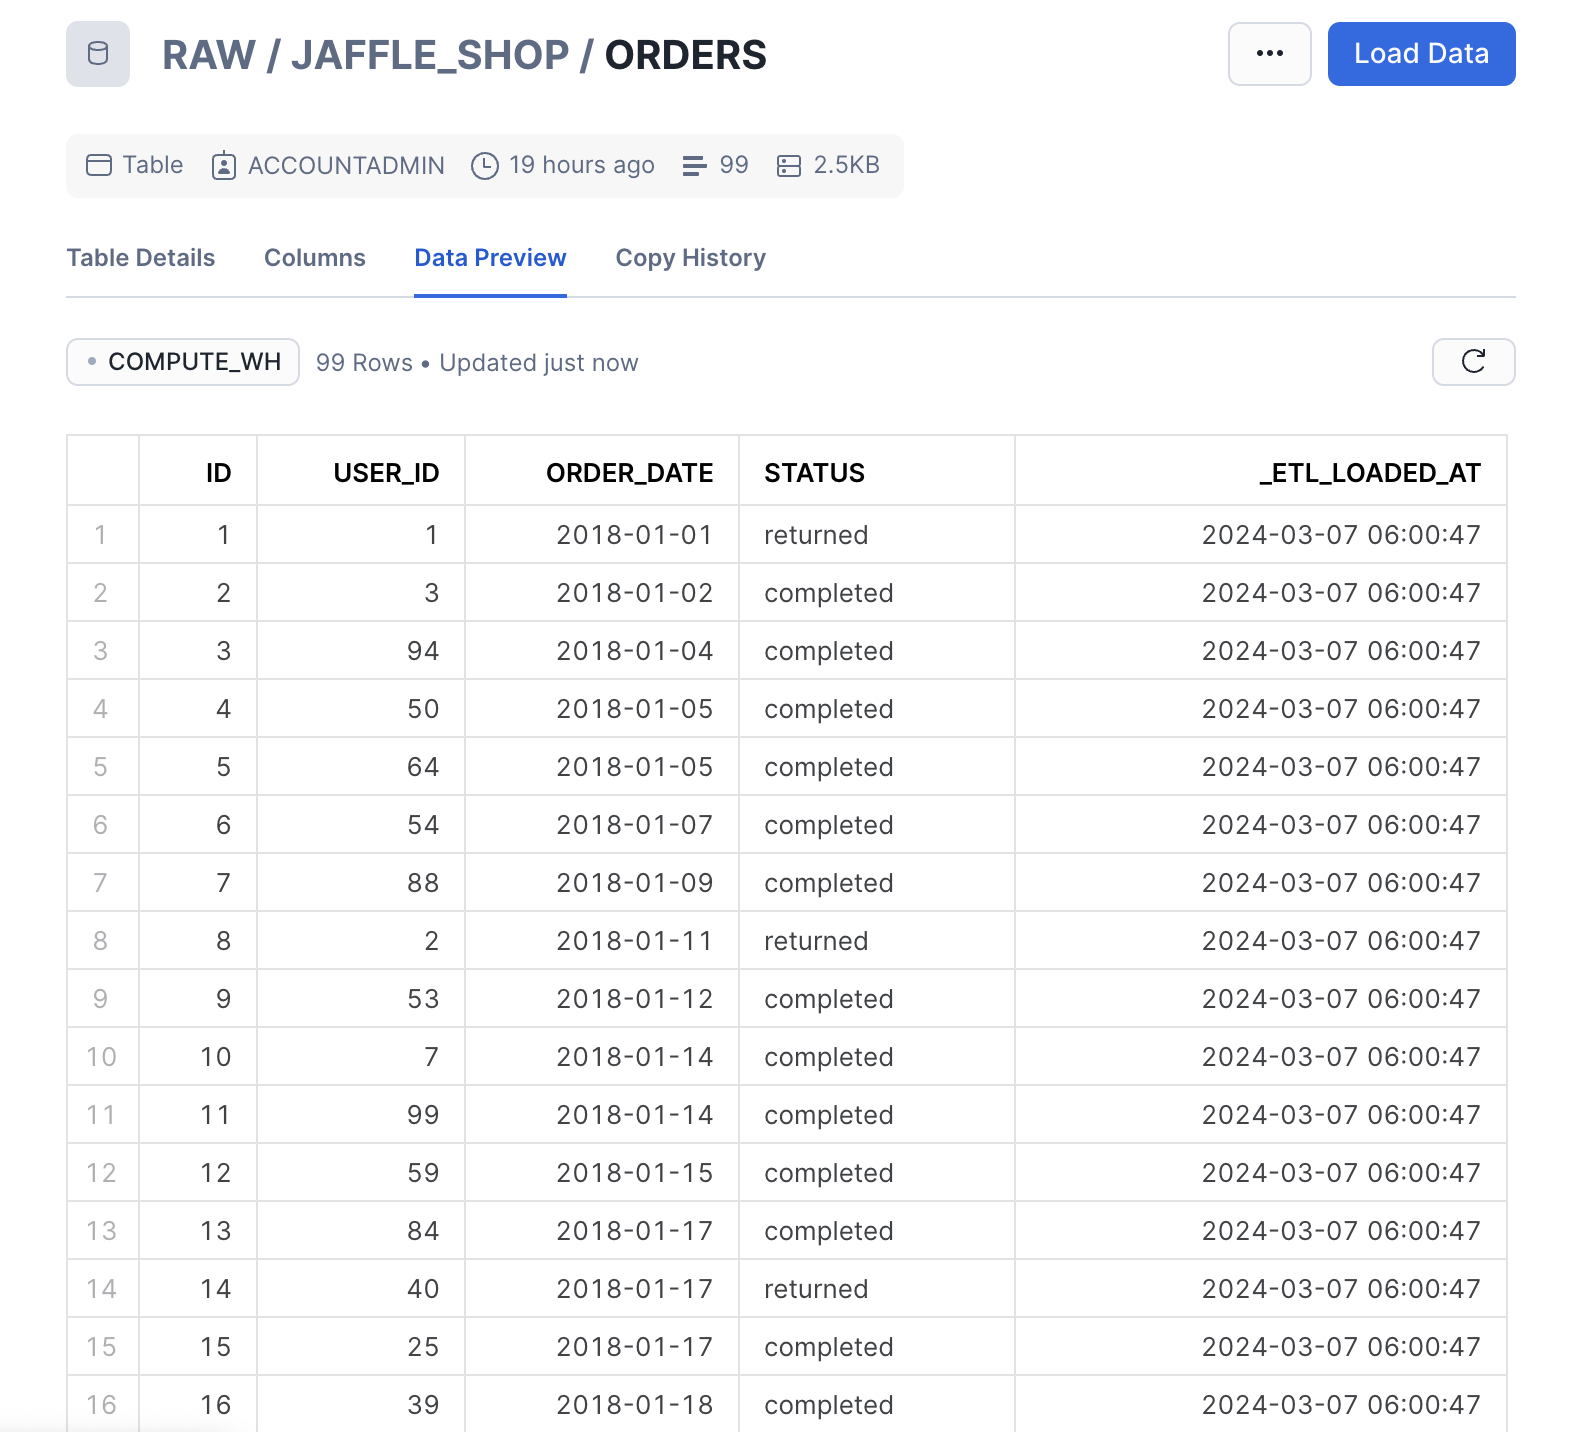 RAW / JAFFLE_SHOP / ORDERS
••• Load Data
Table ACCOUNTADMIN 19 hours ago 99 2.5KB
Table Details Columns Data Preview Copy History
COMPUTE_WH 99 Rows • Updated just now
ID USER_ID ORDER_DATE STATUS _ETL_LOADED_AT
1 1 1 2018-01-01 returned 2024-03-07 06:00:47
2 2 3 2018-01-02 completed 2024-03-07 06:00:47
3 3 94 2018-01-04 completed 2024-03-07 06:00:47
4 4 50 2018-01-05 completed 2024-03-07 06:00:47
5 5 64 2018-01-05 completed 2024-03-07 06:00:47
6 6 54 2018-01-07 completed 2024-03-07 06:00:47
7 7 88 2018-01-09 completed 2024-03-07 06:00:47
8 8 2 2018-01-11 returned 2024-03-07 06:00:47
9 9 53 2018-01-12 completed 2024-03-07 06:00:47
10 10 7 2018-01-14 completed 2024-03-07 06:00:47
11 11 99 2018-01-14 completed 2024-03-07 06:00:47
12 12 59 2018-01-15 completed 2024-03-07 06:00:47
13 13 84 2018-01-17 completed 2024-03-07 06:00:47
14 14 40 2018-01-17 returned 2024-03-07 06:00:47
15 15 25 2018-01-17 completed 2024-03-07 06:00:47
16 16 39 2018-01-18 completed 2024-03-07 06:00:47